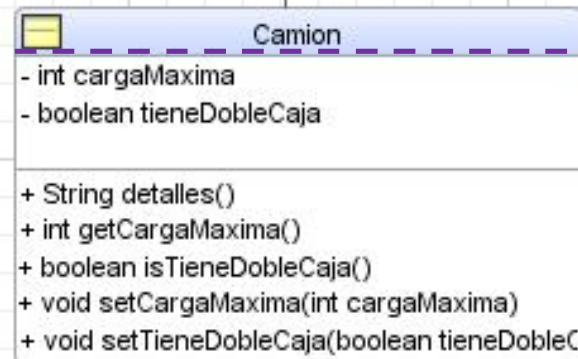 Camion
- int cargaMaxima
- boolean tieneDobleCaja
+ String detalles()
+ int getCargaMaxima()
+ boolean isTieneDobleCaja()
+ void setCargaMaxima(int cargaMaxima)
+ void setTieneDobleCaja(boolean tieneDobleC